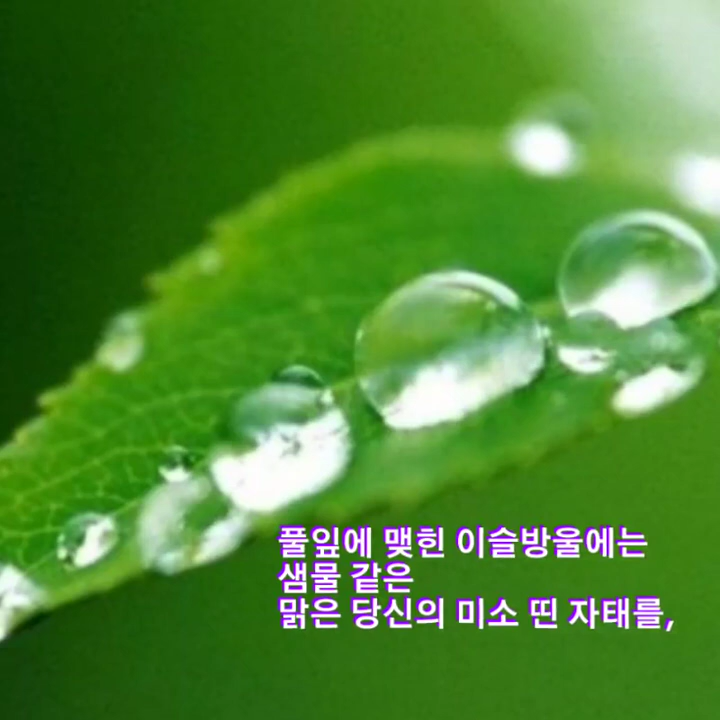 풀잎에 맺힌 이슬방울에는
샘물 같은
맑은 당신의 미소 띤 자태를,